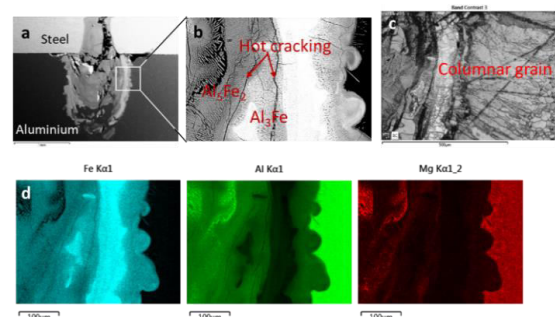 a
Steel
Aluminium
b
Hot cracking
Al₅Fe₂
Al₃Fe
c
Band Contrast 3
Columnar grain
d
Fe Kα1
Al Kα1
Mg Kα1_2
100μm
100μm
100μm